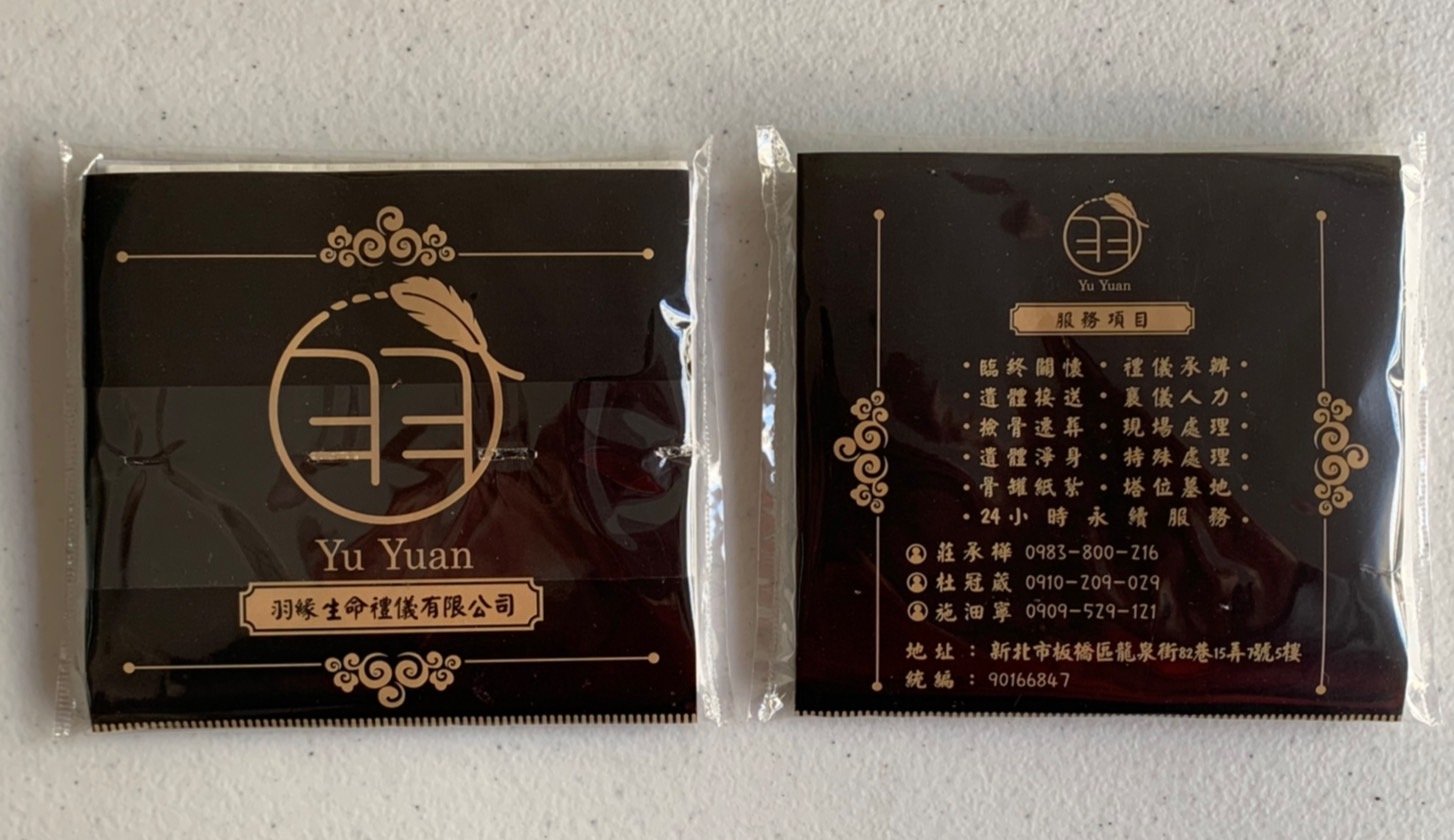 羽
Yu Yuan
羽緣生命禮儀有限公司
羽
Yu Yuan
服務項目
・臨終關懷・禮儀承辦・
・遺體接送・襄儀人力・
・撿骨速葬・現場處理・
・遺體淨身・特殊處理・
・骨罐紙紮・塔位墓地・
・24小時永續服務・
莊承樺 0983-800-216
杜冠葳 0910-209-029
施洄寧 0909-529-121
地址：新北市板橋區龍泉街82巷15弄7號5樓
統編：90166847